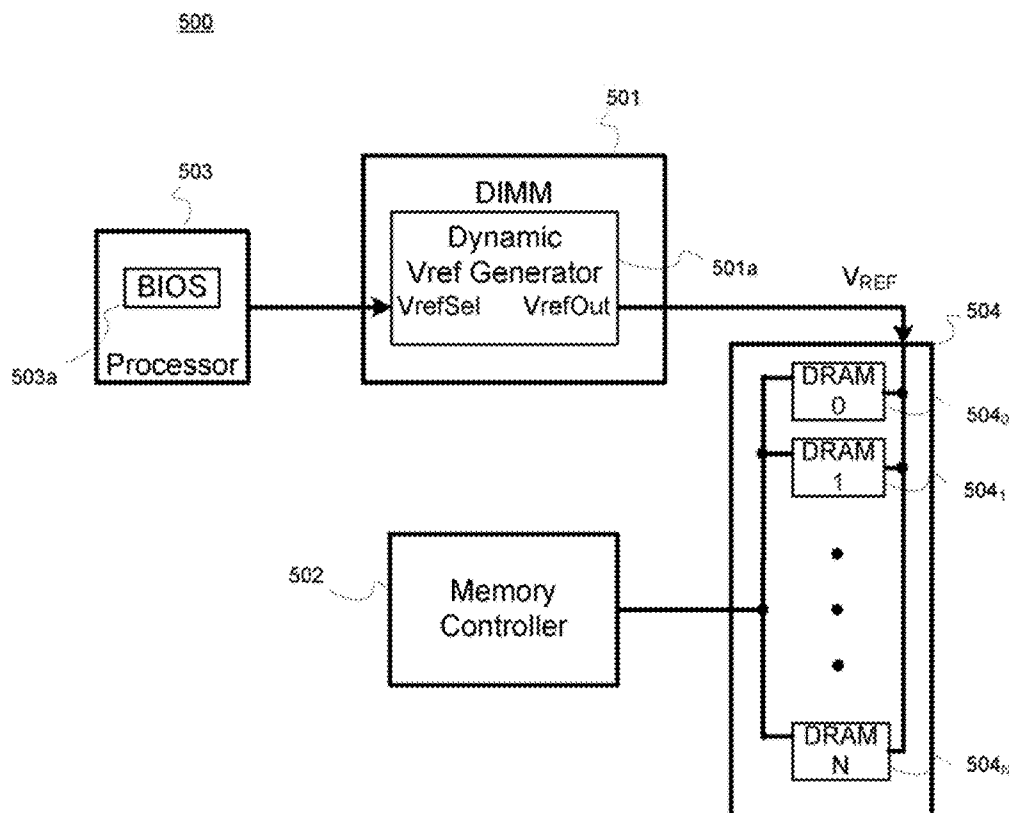 500
501
503
DIMM
Dynamic
Vref Generator
501a
BIOS
VrefSel VrefOut
VREF
504
Processor
503a
DRAM
0
504₀
DRAM
1
504₁
502
Memory
Controller
DRAM
N
504N